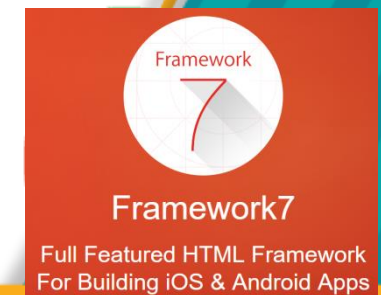 Framework
7
Framework7
Full Featured HTML Framework
For Building iOS & Android Apps